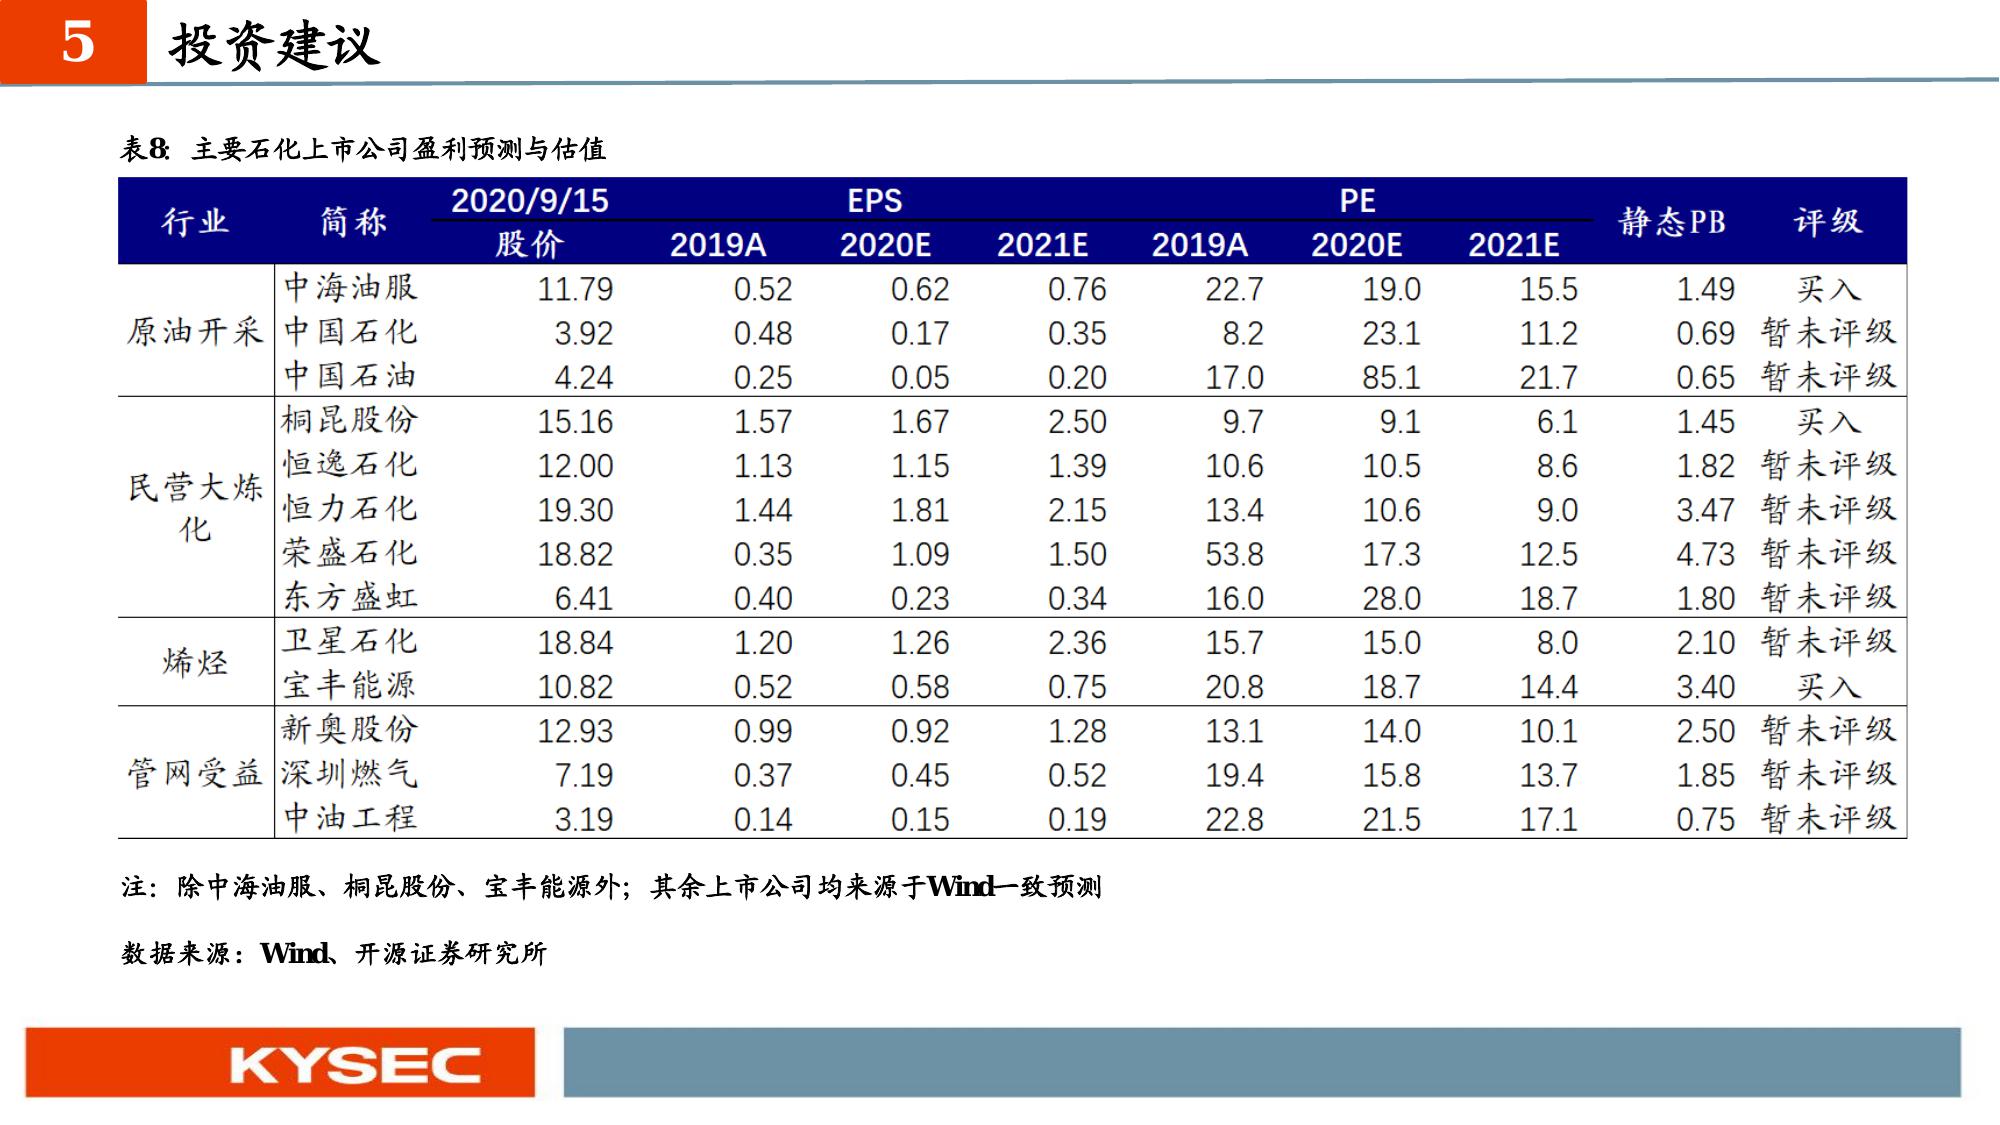 5 投资建议
表8: 主要石化上市公司盈利预测与估值
行业 简称 2020/9/15 股价 EPS PE 静态PB 评级
2019A 2020E 2021E 2019A 2020E 2021E
原油开采 中海油服 11.79 0.52 0.62 0.76 22.7 19.0 15.5 1.49 买入
中国石化 3.92 0.48 0.17 0.35 8.2 23.1 11.2 0.69 暂未评级
中国石油 4.24 0.25 0.05 0.20 17.0 85.1 21.7 0.65 暂未评级
民营大炼化 桐昆股份 15.16 1.57 1.67 2.50 9.7 9.1 6.1 1.45 买入
恒逸石化 12.00 1.13 1.15 1.39 10.6 10.5 8.6 1.82 暂未评级
恒力石化 19.30 1.44 1.81 2.15 13.4 10.6 9.0 3.47 暂未评级
荣盛石化 18.82 0.35 1.09 1.50 53.8 17.3 12.5 4.73 暂未评级
东方盛虹 6.41 0.40 0.23 0.34 16.0 28.0 18.7 1.80 暂未评级
烯烃 卫星石化 18.84 1.20 1.26 2.36 15.7 15.0 8.0 2.10 暂未评级
宝丰能源 10.82 0.52 0.58 0.75 20.8 18.7 14.4 3.40 买入
管网受益 新奥股份 12.93 0.99 0.92 1.28 13.1 14.0 10.1 2.50 暂未评级
深圳燃气 7.19 0.37 0.45 0.52 19.4 15.8 13.7 1.85 暂未评级
中油工程 3.19 0.14 0.15 0.19 22.8 21.5 17.1 0.75 暂未评级
注：除中海油服、桐昆股份、宝丰能源外；其余上市公司均来源于Wind一致预测
数据来源：Wind、开源证券研究所
KYSEC